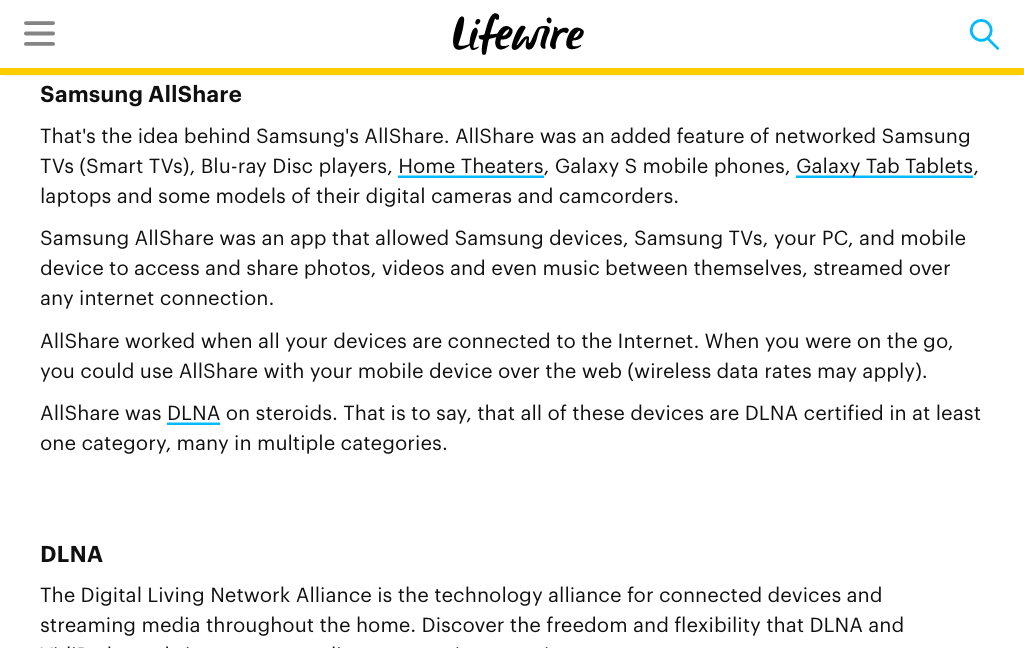 Lifewire
Samsung AllShare
That's the idea behind Samsung's AllShare. AllShare was an added feature of networked Samsung
TVs (Smart TVs), Blu-ray Disc players, Home Theaters, Galaxy S mobile phones, Galaxy Tab Tablets,
laptops and some models of their digital cameras and camcorders.
Samsung AllShare was an app that allowed Samsung devices, Samsung TVs, your PC, and mobile
device to access and share photos, videos and even music between themselves, streamed over
any internet connection.
AllShare worked when all your devices are connected to the Internet. When you were on the go,
you could use AllShare with your mobile device over the web (wireless data rates may apply).
AllShare was DLNA on steroids. That is to say, that all of these devices are DLNA certified in at least
one category, many in multiple categories.
DLNA
The Digital Living Network Alliance is the technology alliance for connected devices and
streaming media throughout the home. Discover the freedom and flexibility that DLNA and